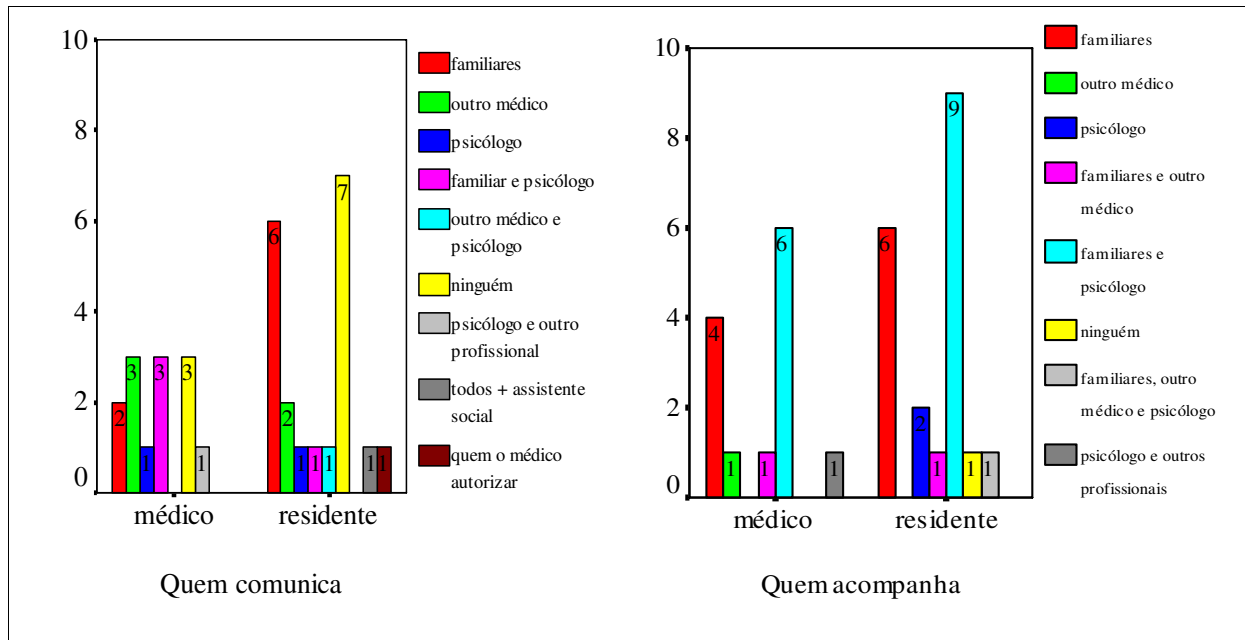 10
8
6
4
2
0
2
3
1
3
3
1
6
2
1
1
1
7
1
1
médico
residente
Quem comunica
familiares
outro médico
psicólogo
familiar e psicólogo
outro médico e
psicólogo
ninguém
psicólogo e outro
profissional
todos + assistente
social
quem o médico
autorizar
10
8
6
4
2
0
4
1
1
6
1
6
2
1
9
1
1
médico
residente
Quem acompanha
familiares
outro médico
psicólogo
familiares e outro
médico
familiares e
psicólogo
ninguém
familiares, outro
médico e psicólogo
psicólogo e outros
profissionais